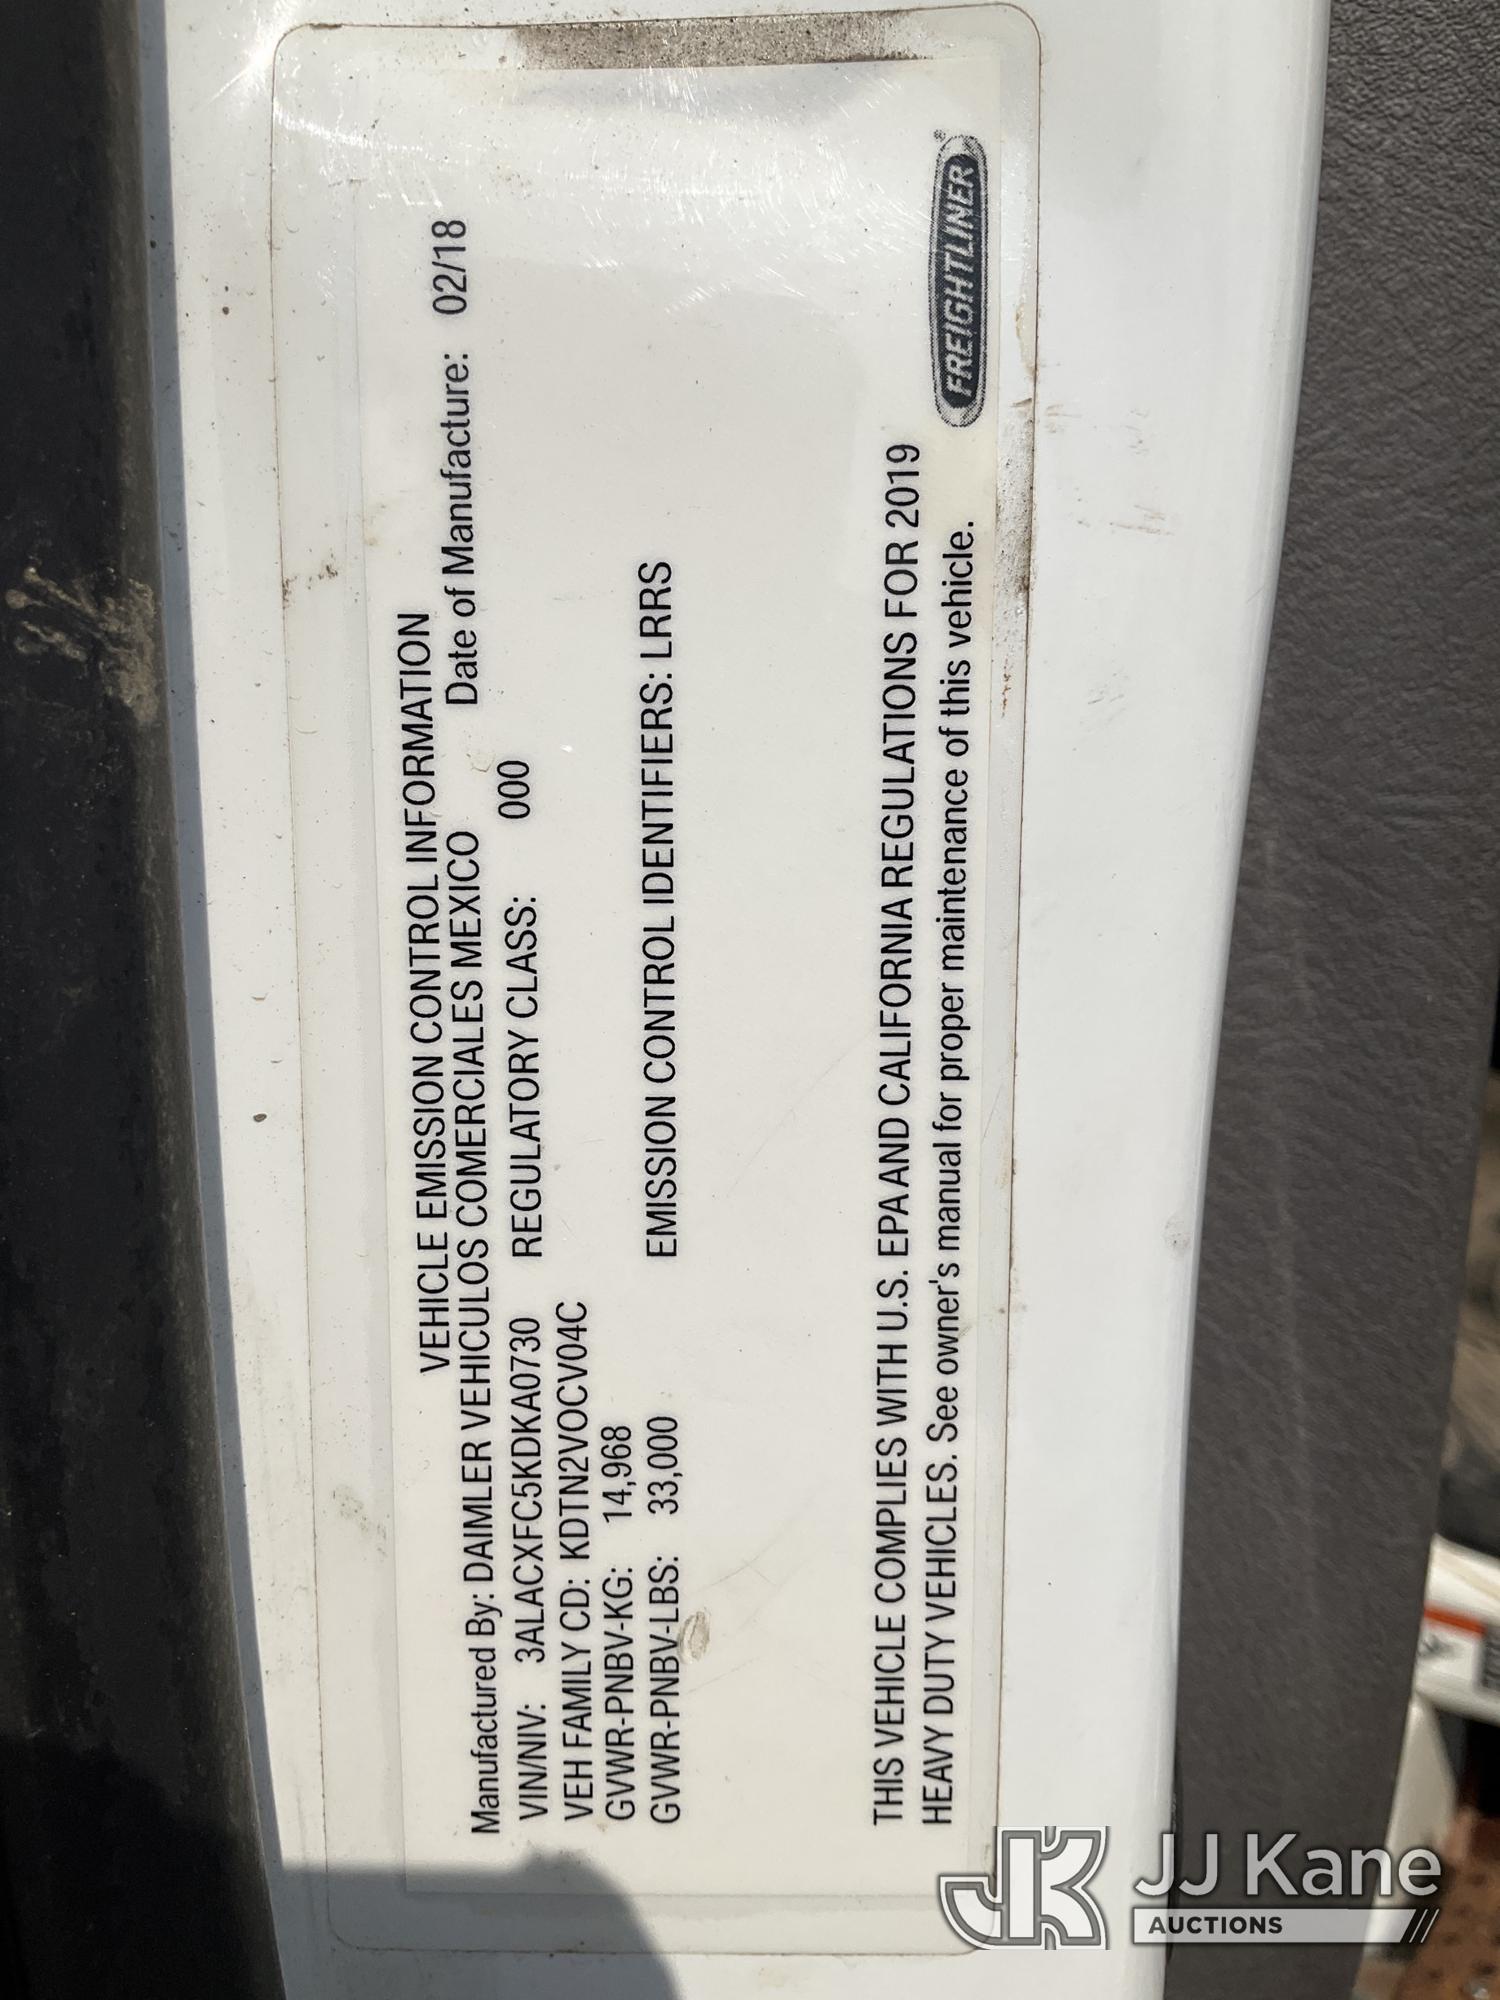 VEHICLE EMISSION CONTROL INFORMATION
Manufactured By: DAIMLER VEHICULOS COMERCIALES MEXICO Date of Manufacture: 02/18
VIN/NIV: 3ALACXFC5KDKA0730 REGULATORY CLASS: 000
VEH FAMILY CD: KDTN2VOCV04C
GVWR-PNBV-KG: 14,968
GVWR-PNBV-LBS: 33,000 EMISSION CONTROL IDENTIFIERS: LRRS
THIS VEHICLE COMPLIES WITH U.S. EPA AND CALIFORNIA REGULATIONS FOR 2019
HEAVY DUTY VEHICLES. See owner's manual for proper maintenance of this vehicle.
FREIGHTLINER®
JK JJ Kane
AUCTIONS